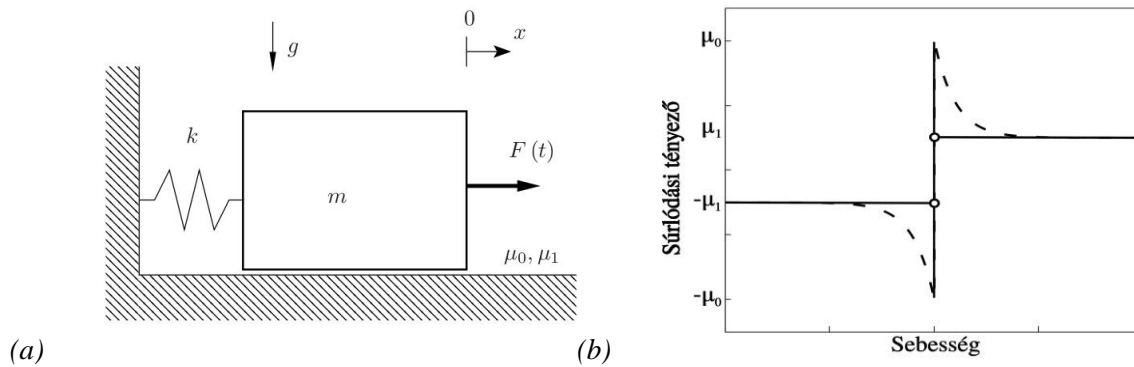 0
x
g
k
F (t)
m
μ₀, μ₁
(a)
μ₀
μ₁
-μ₁
-μ₀
Súrlódási tényező
Sebesség
(b)